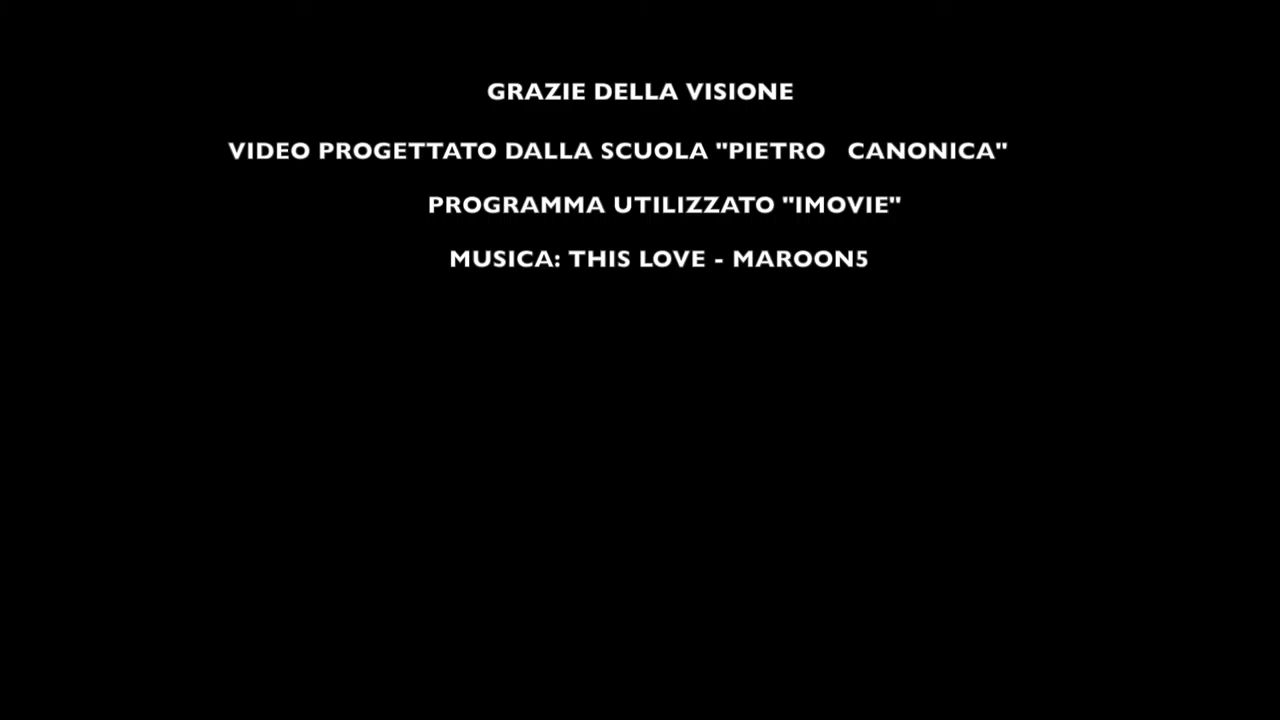 GRAZIE DELLA VISIONE
VIDEO PROGETTATO DALLA SCUOLA "PIETRO   CANONICA"
PROGRAMMA UTILIZZATO "IMOVIE"
MUSICA: THIS LOVE - MAROON5